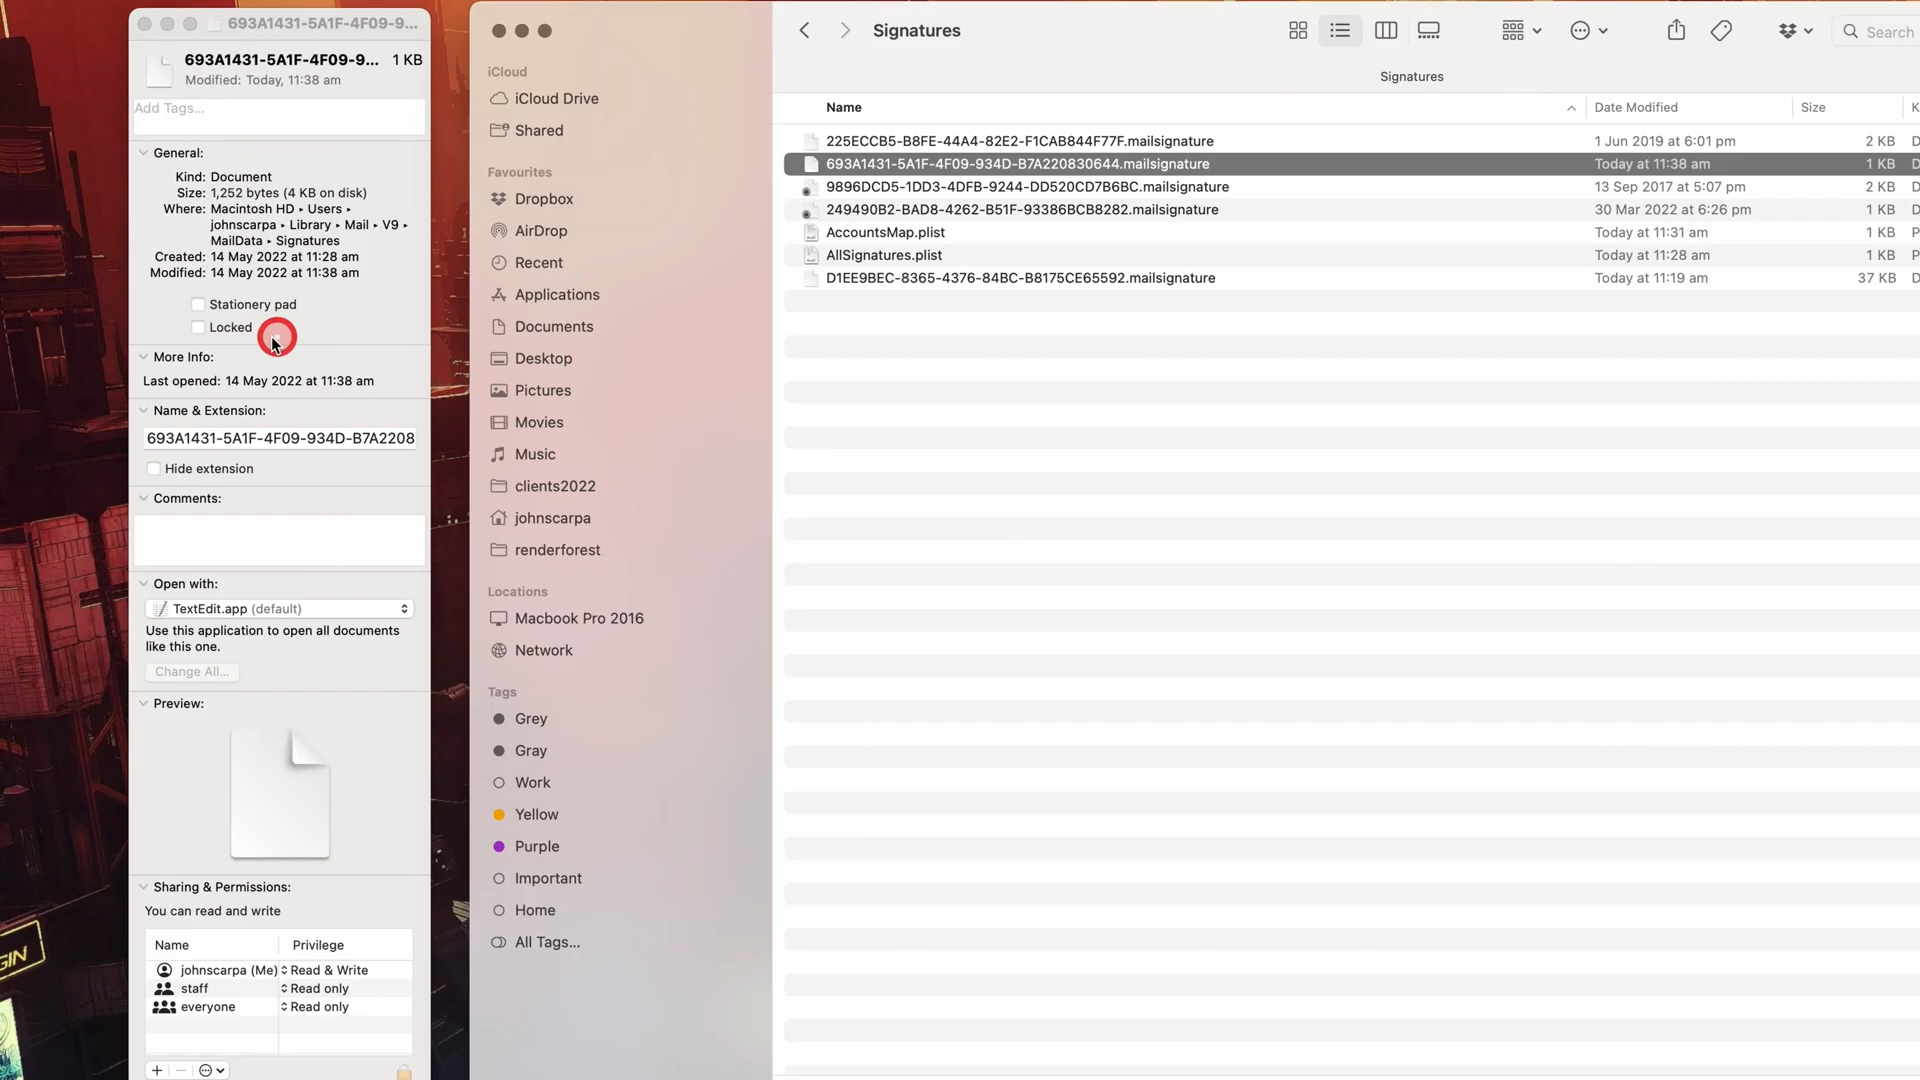 693A1431-5A1F-4F09-9...
693A1431-5A1F-4F09-9... 1 KB
Modified: Today, 11:38 am
Add Tags...
General:
Kind: Document
Size: 1,252 bytes (4 KB on disk)
Where: Macintosh HD ▸ Users ▸
johnscarpa ▸ Library ▸ Mail ▸ V9 ▸
MailData ▸ Signatures
Created: 14 May 2022 at 11:28 am
Modified: 14 May 2022 at 11:38 am
Stationery pad
Locked
More Info:
Last opened: 14 May 2022 at 11:38 am
Name & Extension:
693A1431-5A1F-4F09-934D-B7A2208
Hide extension
Comments:
Open with:
TextEdit.app (default)
Use this application to open all documents
like this one.
Change All...
Preview:
Sharing & Permissions:
You can read and write
Name Privilege
johnscarpa (Me) Read & Write
staff Read only
everyone Read only
iCloud
iCloud Drive
Shared
Favourites
Dropbox
AirDrop
Recent
Applications
Documents
Desktop
Pictures
Movies
Music
clients2022
johnscarpa
renderforest
Locations
Macbook Pro 2016
Network
Tags
Grey
Gray
Work
Yellow
Purple
Important
Home
All Tags...
Signatures
Search
Signatures
Name Date Modified Size K
225ECCB5-B8FE-44A4-82E2-F1CAB844F77F.mailsignature 1 Jun 2019 at 6:01 pm 2 KB D
693A1431-5A1F-4F09-934D-B7A220830644.mailsignature Today at 11:38 am 1 KB D
9896DCD5-1DD3-4DFB-9244-DD520CD7B6BC.mailsignature 13 Sep 2017 at 5:07 pm 2 KB D
249490B2-BAD8-4262-B51F-93386BCB8282.mailsignature 30 Mar 2022 at 6:26 pm 1 KB D
AccountsMap.plist Today at 11:31 am 1 KB P
AllSignatures.plist Today at 11:28 am 1 KB P
D1EE9BEC-8365-4376-84BC-B8175CE65592.mailsignature Today at 11:19 am 37 KB D
GIN